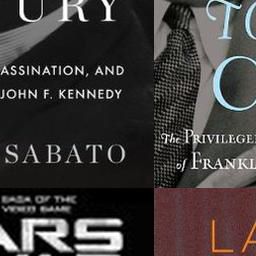 URY
ASSINATION, AND
JOHN F. KENNEDY
SABATO
TO
The PRIVILEGE
of FRANKL
SAGA OF THE
VIDEO GAME
ARS
LA